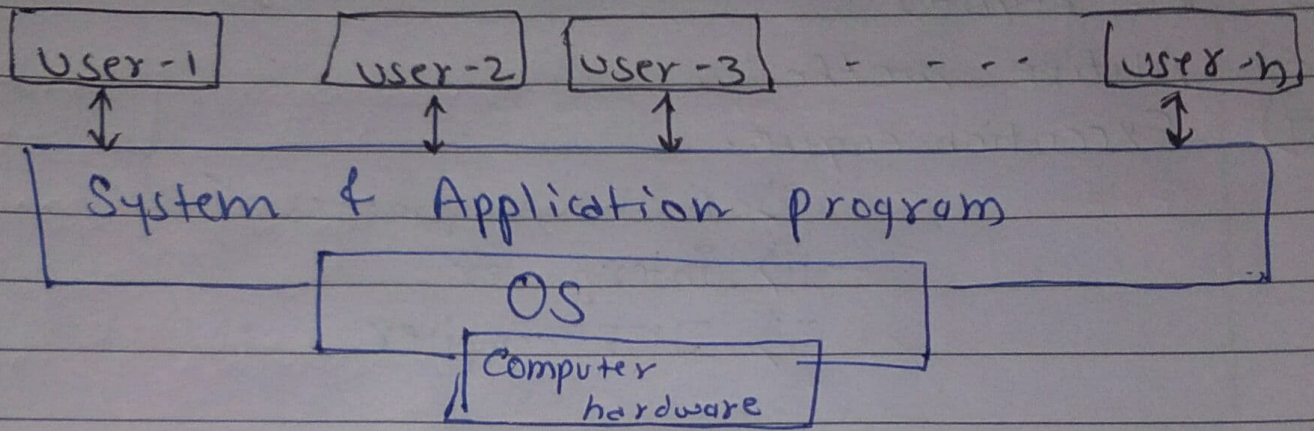 user-1 user-2 user-3 - - - .. user-n
System & Application program
OS
Computer
hardware